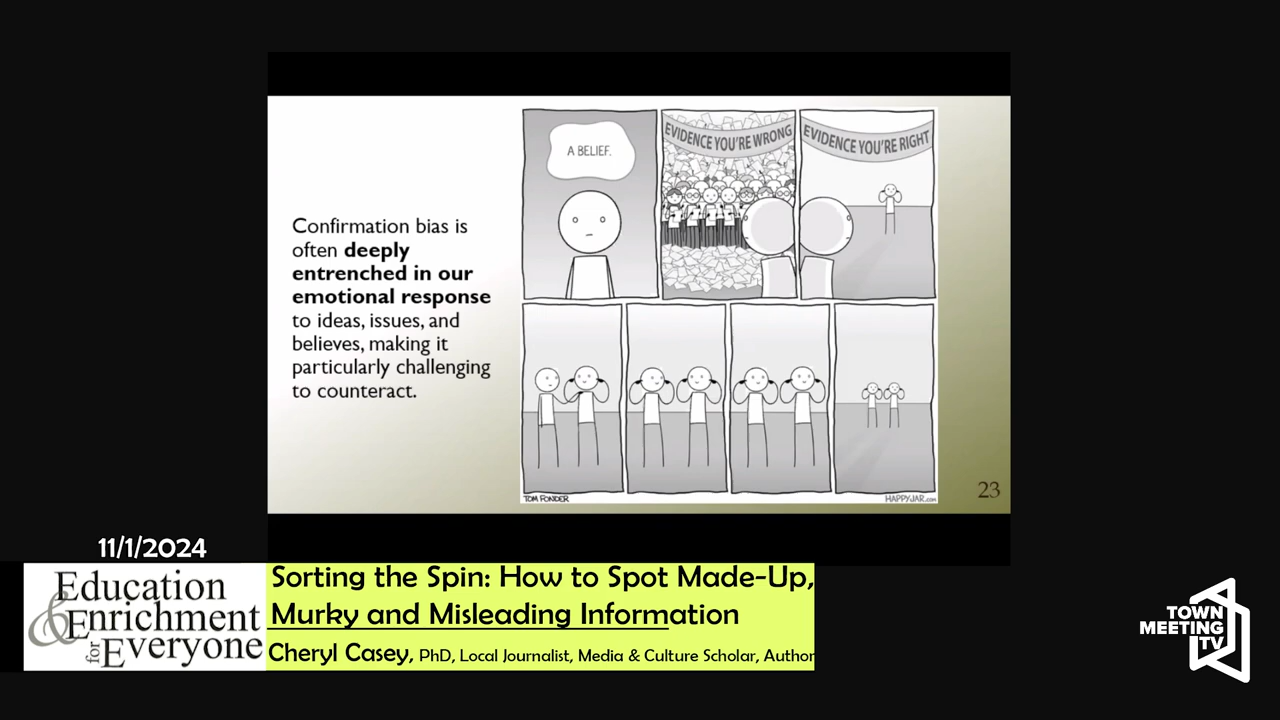 Confirmation bias is
often deeply
entrenched in our
emotional response
to ideas, issues, and
believes, making it
particularly challenging
to counteract.
A BELIEF.
EVIDENCE YOU'RE WRONG
EVIDENCE YOU'RE RIGHT
TOM FONDER
HAPPYJAR.com
23
11/1/2024
Education
& Enrichment
for Everyone
Sorting the Spin: How to Spot Made-Up,
Murky and Misleading Information
Cheryl Casey, PhD, Local Journalist, Media & Culture Scholar, Author
TOWN
MEETING
TV